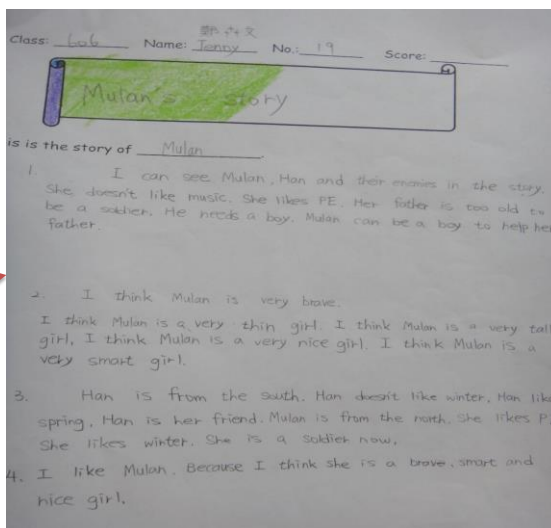 Class: 606 Name: Jenny No.: 19 Score:
Mulan's story
is is the story of Mulan.
1. I can see Mulan, Han and their enemies in the story.
She doesn't like music. She likes PE. Her father is too old to
be a soldier. He needs a boy. Mulan can be a boy to help her
father.
2. I think Mulan is very brave.
I think Mulan is a very thin girl. I think Mulan is a very tall
girl, I think Mulan is a very nice girl. I think Mulan is a
very smart girl.
3. Han is from the south. Han doesn't like winter, Han like
spring, Han is her friend. Mulan is from the north. She likes P
She likes winter. She is a soldier now.
4. I like Mulan. Because I think she is a brave, smart and
nice girl.